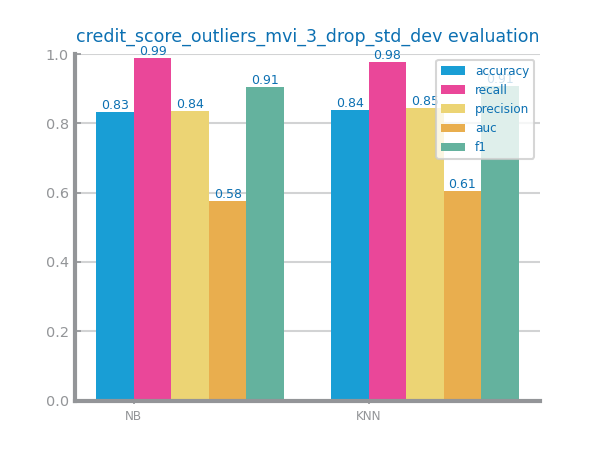 credit_score_outliers_mvi_3_drop_std_dev evaluation
1.0
0.8
0.6
0.4
0.2
0.0
0.83
0.99
0.84
0.58
0.91
0.84
0.98
0.85
0.61
0.91
accuracy
recall
precision
auc
f1
NB
KNN